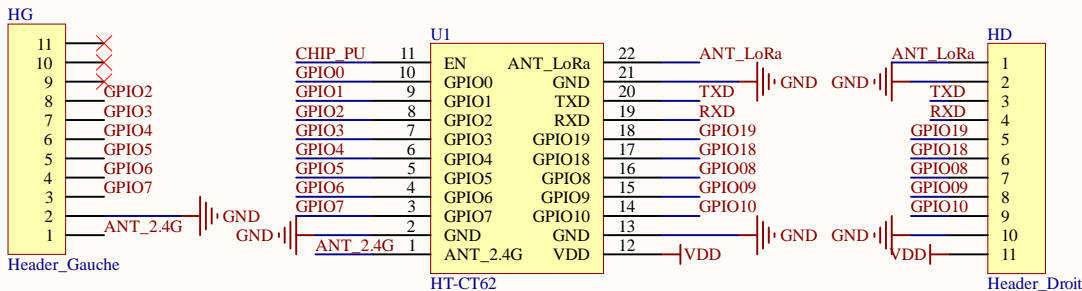 HG
11
10
9
8 GPIO2
7 GPIO3
6 GPIO4
5 GPIO5
4 GPIO6
3 GPIO7
2 GND
1 ANT_2.4G
Header_Gauche
U1
CHIP_PU 11 EN ANT_LoRa 22 ANT_LoRa
GPIO0 10 GPIO0 GND 21 GND
GPIO1 9 GPIO1 TXD 20 TXD
GPIO2 8 GPIO2 RXD 19 RXD
GPIO3 7 GPIO3 GPIO19 18 GPIO19
GPIO4 6 GPIO4 GPIO18 17 GPIO18
GPIO5 5 GPIO5 GPIO8 16 GPIO08
GPIO6 4 GPIO6 GPIO9 15 GPIO09
GPIO7 3 GPIO7 GPIO10 14 GPIO10
GND 2 GND GND 13 GND
ANT_2.4G 1 ANT_2.4G VDD 12 VDD
HT-CT62
HD
ANT_LoRa 1
GND 2
TXD 3
RXD 4
GPIO19 5
GPIO18 6
GPIO08 7
GPIO09 8
GPIO10 9
GND 10
VDD 11
Header_Droit